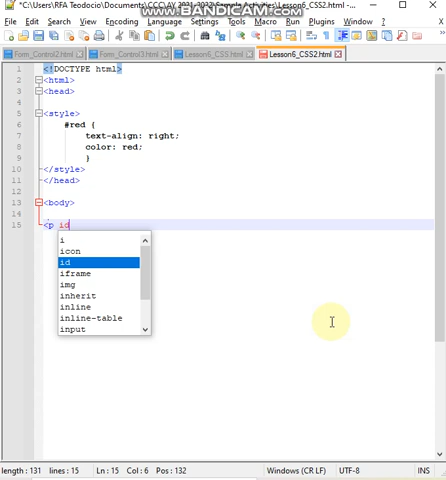 *C:\Users\RFA Teodocio\Documents\CCC\AY 2021-2022\Sample Activities\Lesson6_CSS2.html - ...
WWW.BANDICAM.COM
File Search View Encoding Language Settings Tools Macro Run Plugins Window ?
Form_Control2.html Form_Control3.html Lesson5_CSS.html Lesson6_CSS2.html
1 <!DOCTYPE html>
2 <html>
3 <head>
4
5 <style>
6 #red {
7 text-align: right;
8 color: red;
9 }
10 </style>
11 </head>
12
13 <body>
14
15 <p id
i
icon
id
iframe
img
inherit
inline
inline-table
input
length : 131 lines : 15 Ln : 15 Col : 6 Pos : 132 Windows (CR LF) UTF-8 INS